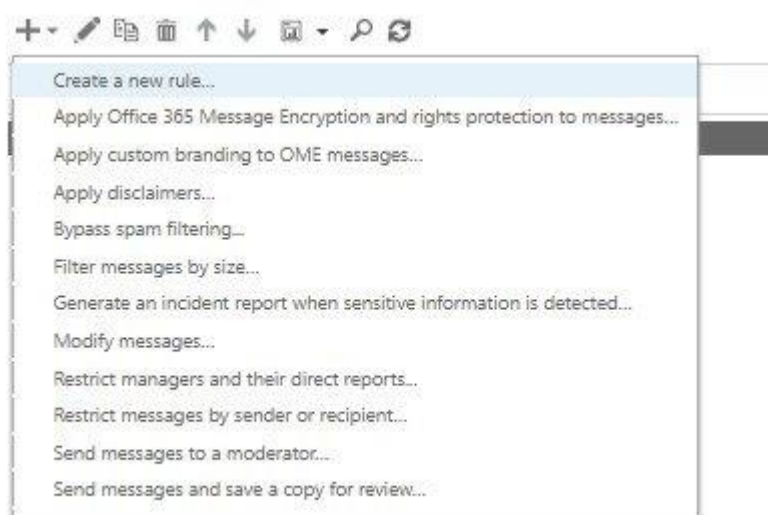 Create a new rule...
Apply Office 365 Message Encryption and rights protection to messages...
Apply custom branding to OME messages...
Apply disclaimers...
Bypass spam filtering...
Filter messages by size...
Generate an incident report when sensitive information is detected...
Modify messages...
Restrict managers and their direct reports...
Restrict messages by sender or recipient...
Send messages to a moderator...
Send messages and save a copy for review...